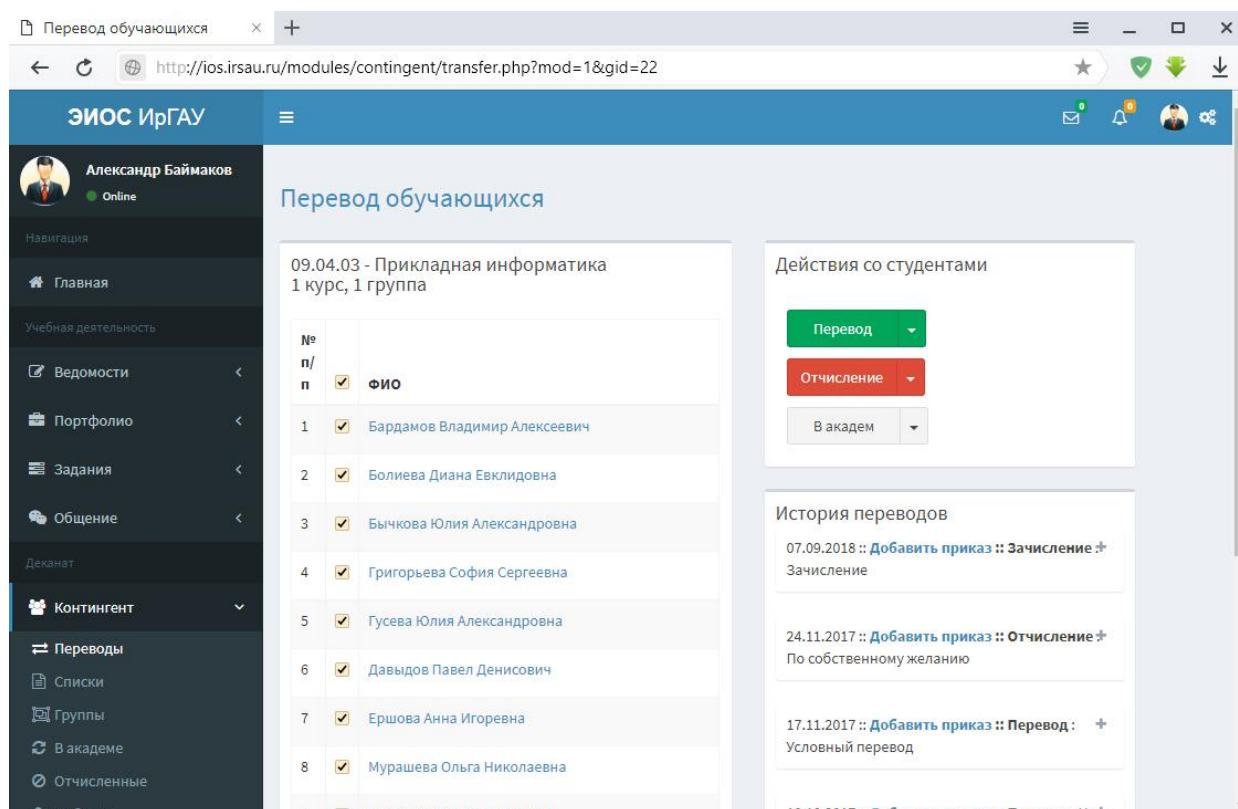 Перевод обучающихся
http://ios.irsau.ru/modules/contingent/transfer.php?mod=1&gid=22
ЭИОС ИрГАУ
0
0
Александр Баймаков
Online
Навигация
Главная
Учебная деятельность
Ведомости
Портфолио
Задания
Общение
Деканат
Контингент
Переводы
Списки
Группы
В академе
Отчисленные
Перевод обучающихся
09.04.03 - Прикладная информатика
1 курс, 1 группа
№
п/
п
ФИО
1 Бардамов Владимир Алексеевич
2 Болиева Диана Евклидовна
3 Бычкова Юлия Александровна
4 Григорьева София Сергеевна
5 Гусева Юлия Александровна
6 Давыдов Павел Денисович
7 Ершова Анна Игоревна
8 Мурашева Ольга Николаевна
Действия со студентами
Перевод
Отчисление
В академ
История переводов
07.09.2018 :: Добавить приказ :: Зачисление :
Зачисление
24.11.2017 :: Добавить приказ :: Отчисление :
По собственному желанию
17.11.2017 :: Добавить приказ :: Перевод :
Условный перевод